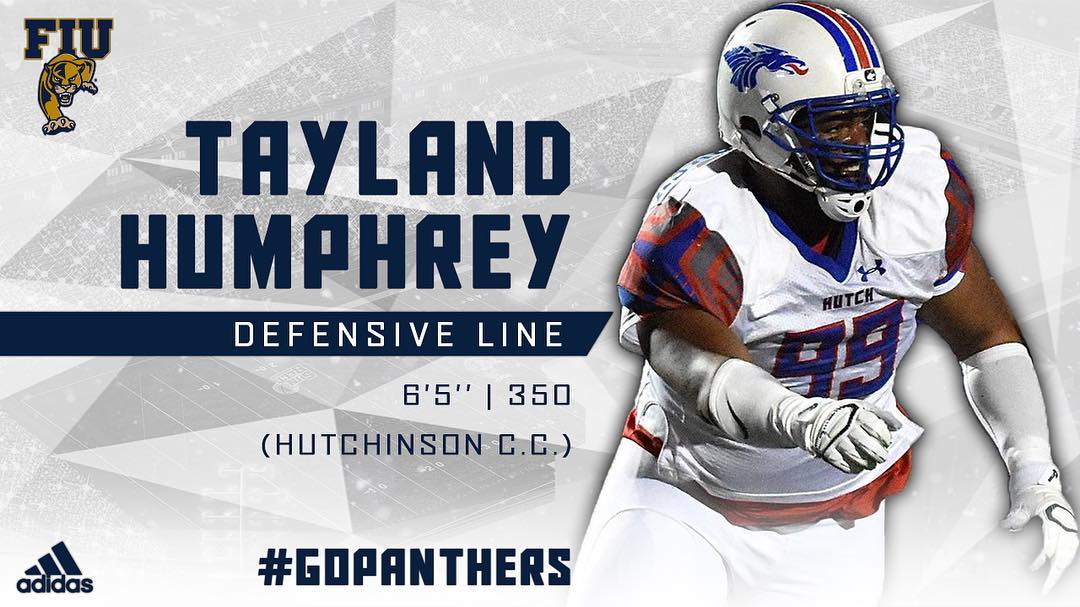 FIU
TAYLAND
HUMPHREY
DEFENSIVE LINE
6'5'' | 350
(HUTCHINSON C.C.)
#GOPANTHERS
adidas
HUTCH
99